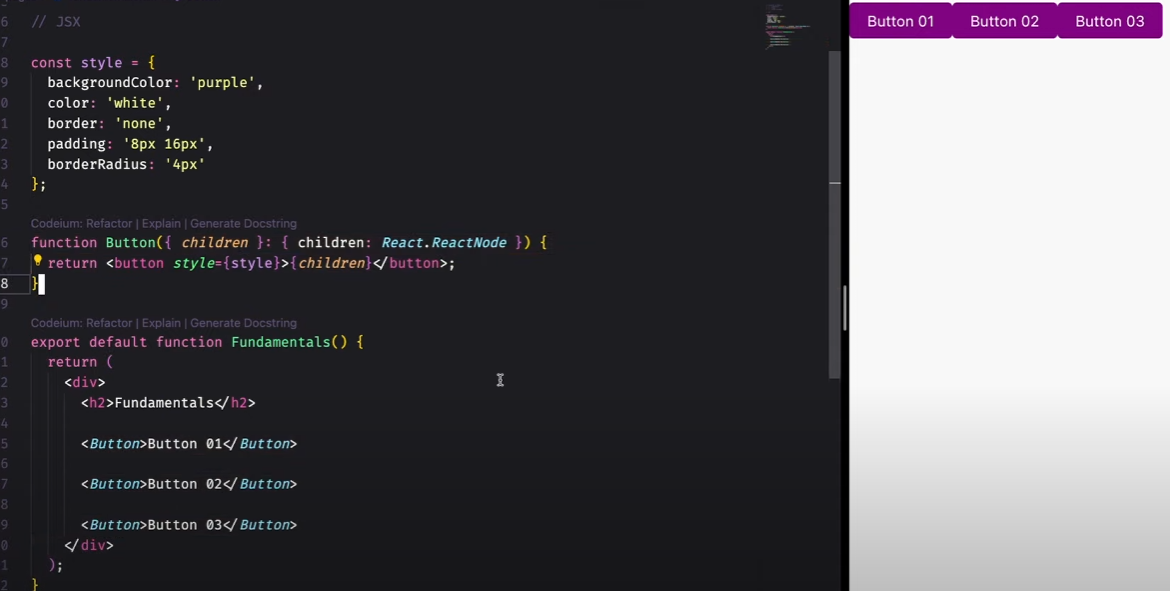 6 // JSX
7
8 const style = {
9 backgroundColor: 'purple',
0 color: 'white',
1 border: 'none',
2 padding: '8px 16px',
3 borderRadius: '4px'
4 };
5
Codeium: Refactor | Explain | Generate Docstring
6 function Button({ children }: { children: React.ReactNode }) {
7 return <button style={style}>{children}</button>;
8 }
9
Codeium: Refactor | Explain | Generate Docstring
0 export default function Fundamentals() {
1 return (
2 <div>
3 <h2>Fundamentals</h2>
4
5 <Button>Button 01</Button>
6
7 <Button>Button 02</Button>
8
9 <Button>Button 03</Button>
0 </div>
1 );
2 }
Button 01 Button 02 Button 03